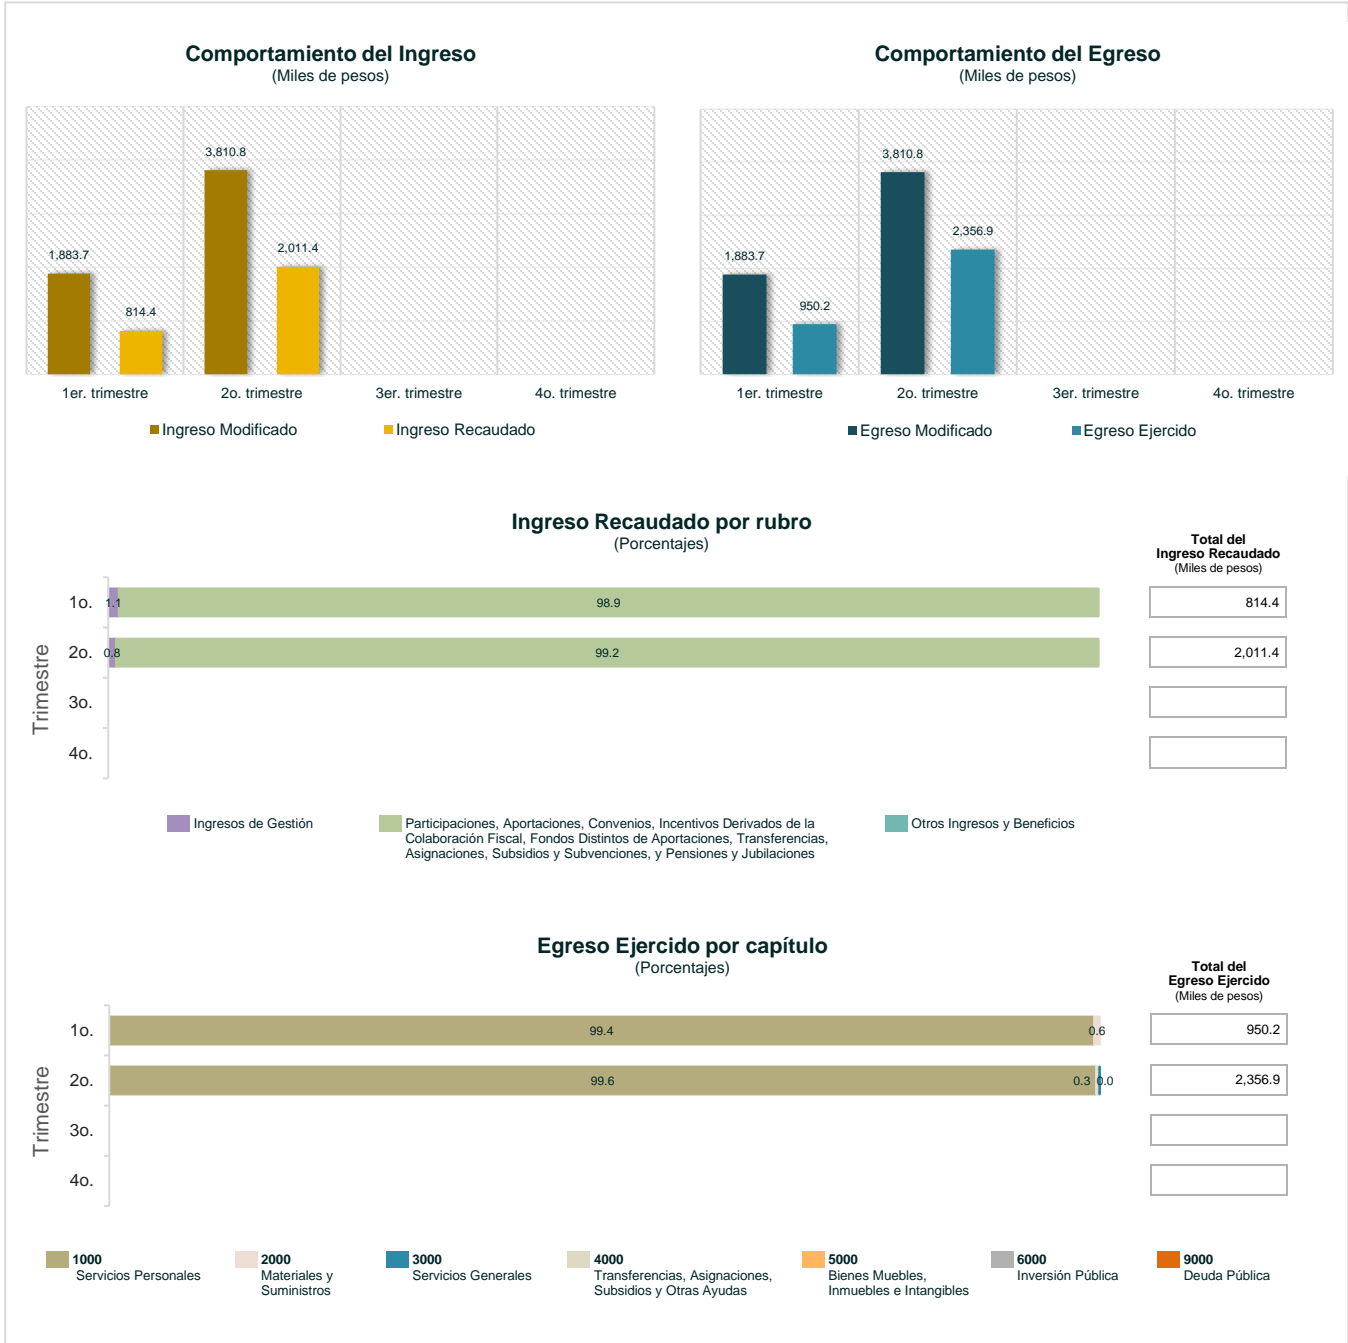 Comportamiento del Ingreso
(Miles de pesos)
3,810.8
2,011.4
1,883.7
814.4
1er. trimestre
2o. trimestre
3er. trimestre
4o. trimestre
Ingreso Modificado
Ingreso Recaudado
Comportamiento del Egreso
(Miles de pesos)
3,810.8
2,356.9
1,883.7
950.2
1er. trimestre
2o. trimestre
3er. trimestre
4o. trimestre
Egreso Modificado
Egreso Ejercido
Ingreso Recaudado por rubro
(Porcentajes)
Total del
Ingreso Recaudado
(Miles de pesos)
Trimestre
1o.
1.1
98.9
814.4
2o.
0.8
99.2
2,011.4
3o.
4o.
Ingresos de Gestión
Participaciones, Aportaciones, Convenios, Incentivos Derivados de la
Colaboración Fiscal, Fondos Distintos de Aportaciones, Transferencias,
Asignaciones, Subsidios y Subvenciones, y Pensiones y Jubilaciones
Otros Ingresos y Beneficios
Egreso Ejercido por capítulo
(Porcentajes)
Total del
Egreso Ejercido
(Miles de pesos)
Trimestre
1o.
99.4
0.6
950.2
2o.
99.6
0.3
0.0
2,356.9
3o.
4o.
1000
Servicios Personales
2000
Materiales y
Suministros
3000
Servicios Generales
4000
Transferencias, Asignaciones,
Subsidios y Otras Ayudas
5000
Bienes Muebles,
Inmuebles e Intangibles
6000
Inversión Pública
9000
Deuda Pública